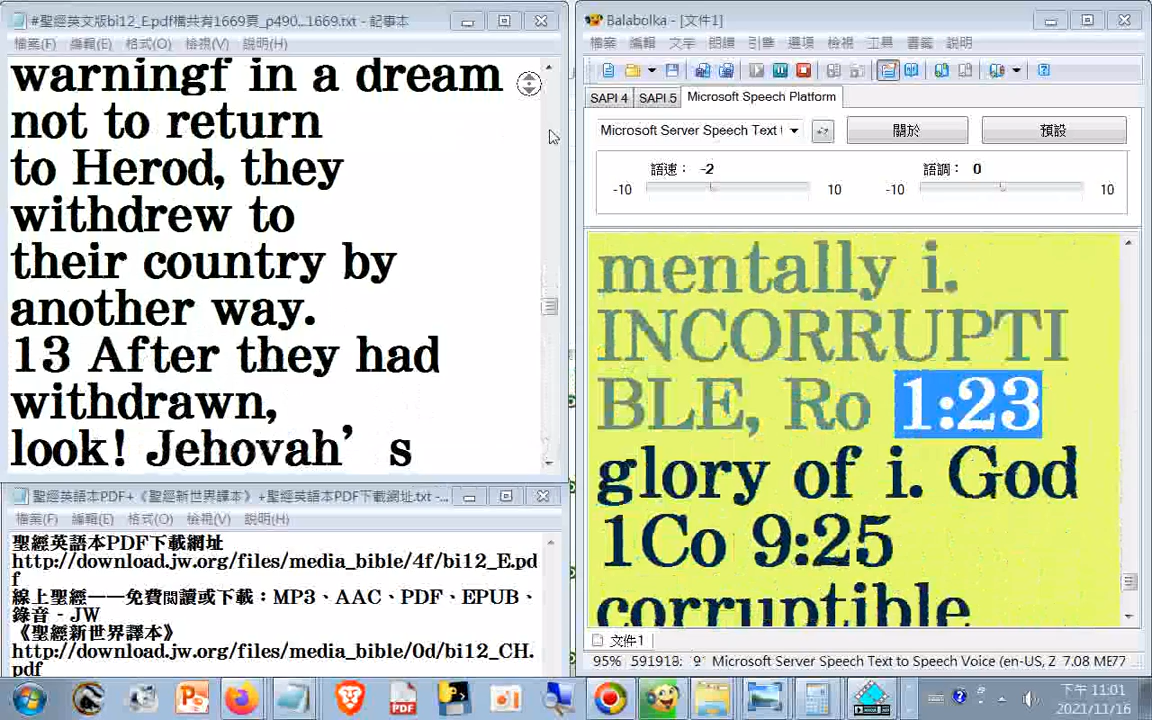 #聖經英文版bi12_E.pdf檔共有1669頁_p490...1669.txt - 記事本
檔案(F) 編輯(E) 格式(O) 檢視(V) 說明(H)
warningf in a dream
not to return
to Herod, they
withdrew to
their country by
another way.
13 After they had
withdrawn,
look! Jehovah’s
聖經英語本PDF+《聖經新世界譯本》+聖經英語本PDF下載網址.txt - ...
檔案(F) 編輯(E) 格式(O) 檢視(V) 說明(H)
聖經英語本PDF下載網址
http://download.jw.org/files/media_bible/4f/bi12_E.pd
f
線上聖經——免費閱讀或下載：MP3、AAC、PDF、EPUB、
錄音 - JW
《聖經新世界譯本》
http://download.jw.org/files/media_bible/0d/bi12_CH.
pdf
Balabolka - [文件1]
檔案 編輯 文字 閱讀 引擎 選項 檢視 工具 書籤 說明
SAPI 4 SAPI 5 Microsoft Speech Platform
Microsoft Server Speech Text 關於 預設
語速： -2 語調： 0
-10 10 -10 10
mentally i.
INCORRUPTI
BLE, Ro 1:23
glory of i. God
1Co 9:25
corruptible
文件1
95% 591918: 9' Microsoft Server Speech Text to Speech Voice (en-US, Z 7.08 ME 77
下午 11:01
2021/11/16